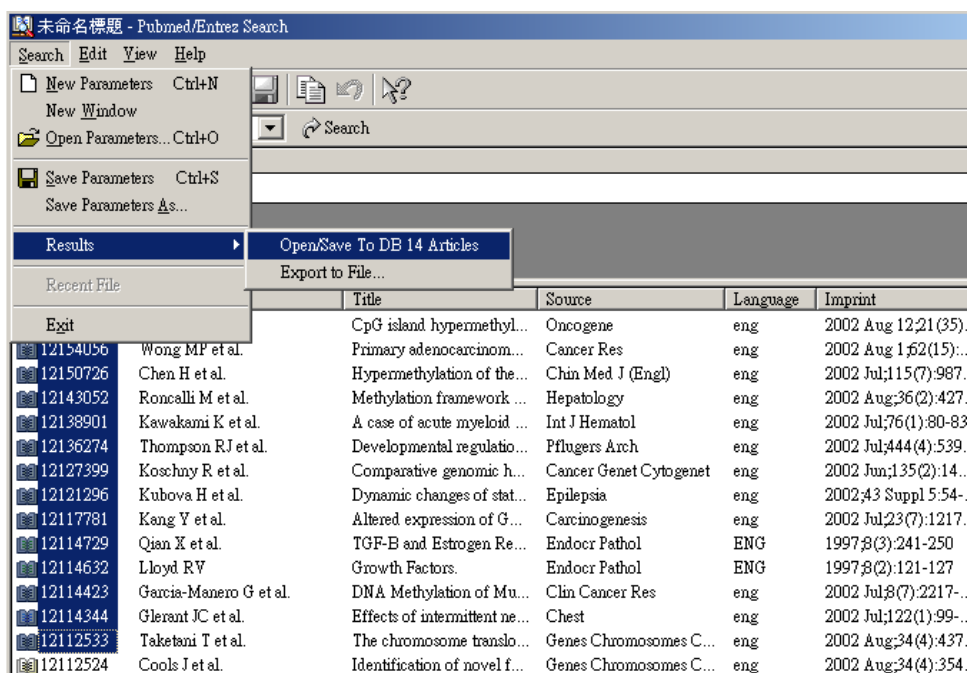 未命名標題 - Pubmed/Entrez Search
Search Edit View Help
New Parameters Ctrl+N
New Window
Open Parameters... Ctrl+O
Search
Save Parameters Ctrl+S
Save Parameters As...
Results
Open/Save To DB 14 Articles
Export to File...
Recent File
Exit
Title Source Language Imprint
CpG island hypermethyl... Oncogene eng 2002 Aug 12;21(35).
12154056 Wong MP et al. Primary adenocarcinom... Cancer Res eng 2002 Aug 1;62(15):...
12150726 Chen H et al. Hypermethylation of the... Chin Med J (Engl) eng 2002 Jul;115(7):987.
12143052 Roncalli M et al. Methylation framework ... Hepatology eng 2002 Aug;36(2):427.
12138901 Kawakami K et al. A case of acute myeloid ... Int J Hematol eng 2002 Jul;76(1):80-83
12136274 Thompson RJ et al. Developmental regulatio... Pflugers Arch eng 2002 Jul;444(4):539.
12127399 Koschny R et al. Comparative genomic h... Cancer Genet Cytogenet eng 2002 Jun;135(2):14...
12121296 Kubova H et al. Dynamic changes of stat... Epilepsia eng 2002;43 Suppl 5:54-.
12117781 Kang Y et al. Altered expression of G... Carcinogenesis eng 2002 Jul;23(7):1217.
12114729 Qian X et al. TGF-B and Estrogen Re... Endocr Pathol ENG 1997;8(3):241-250
12114632 Lloyd RV Growth Factors. Endocr Pathol ENG 1997;8(2):121-127
12114423 Garcia-Manero G et al. DNA Methylation of Mu... Clin Cancer Res eng 2002 Jul;8(7):2217-..
12114344 Glerant JC et al. Effects of intermittent ne... Chest eng 2002 Jul;122(1):99-...
12112533 Taketani T et al. The chromosome translo... Genes Chromosomes C... eng 2002 Aug;34(4):437.
12112524 Cools J et al. Identification of novel f... Genes Chromosomes C... eng 2002 Aug;34(4):354.